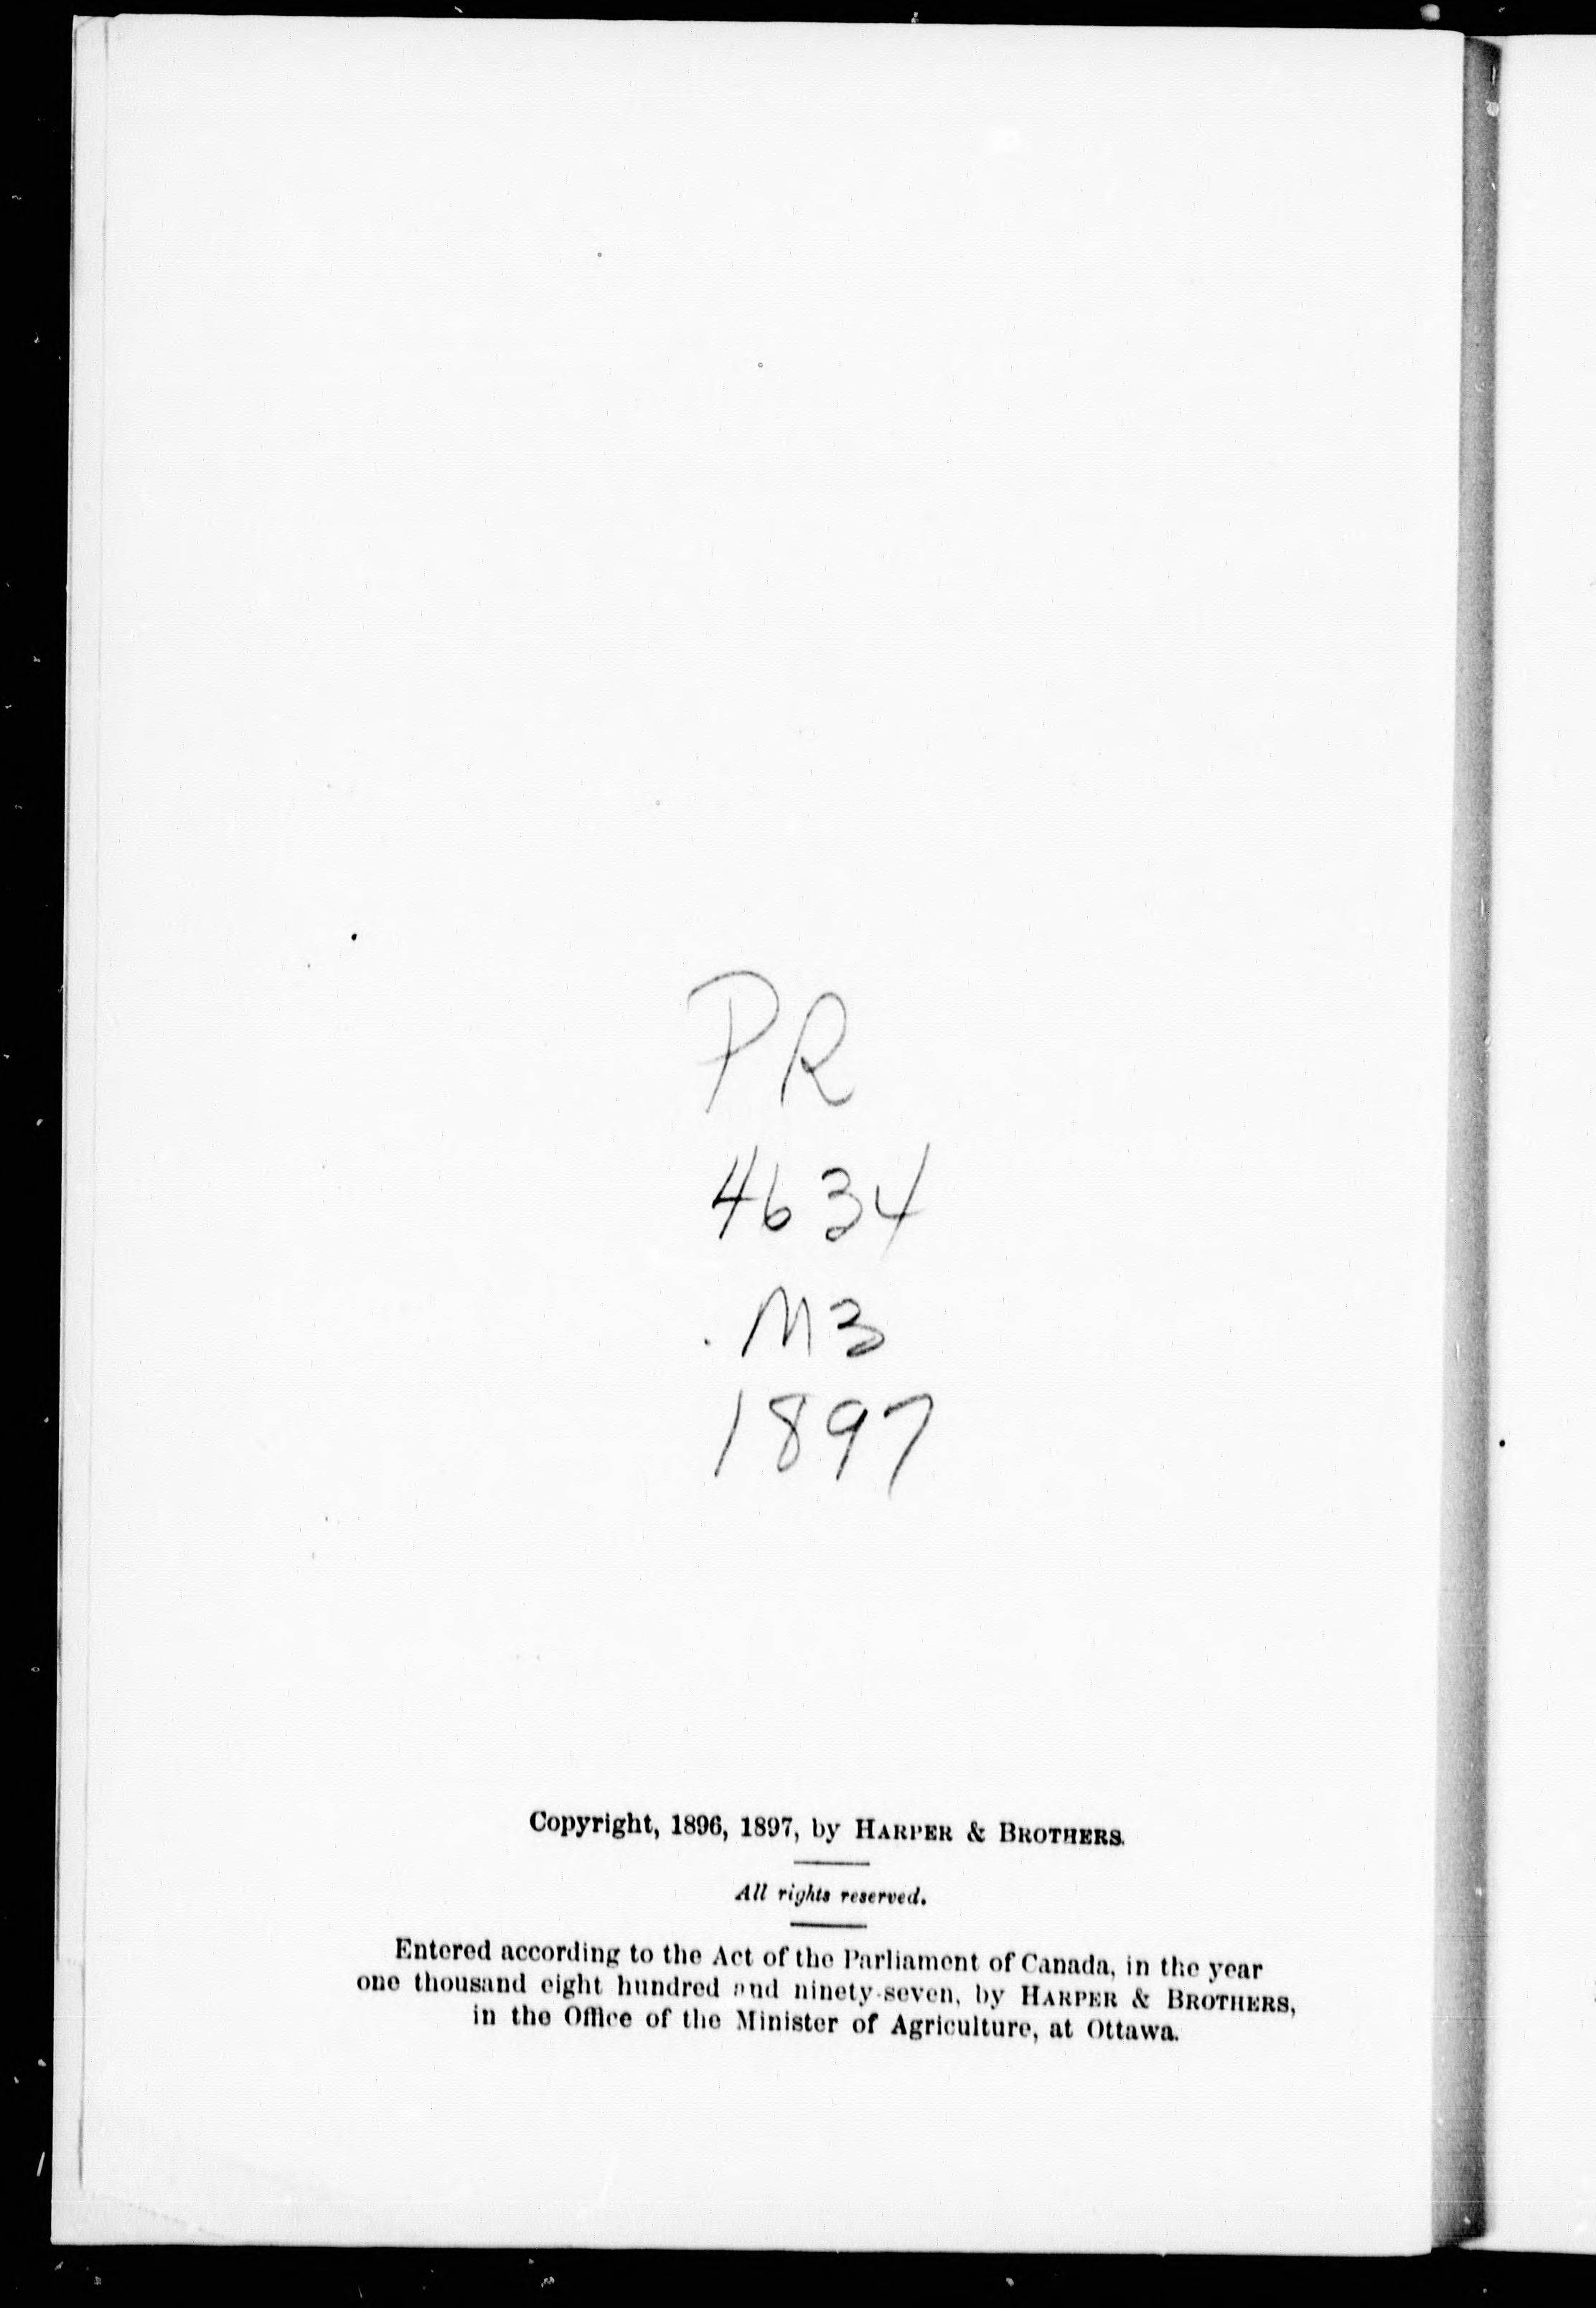 PR
4634
.M3
1897
Copyright, 1896, 1897, by HARPER & BROTHERS.
All rights reserved.
Entered according to the Act of the Parliament of Canada, in the year
one thousand eight hundred and ninety-seven, by HARPER & BROTHERS,
in the Office of the Minister of Agriculture, at Ottawa.